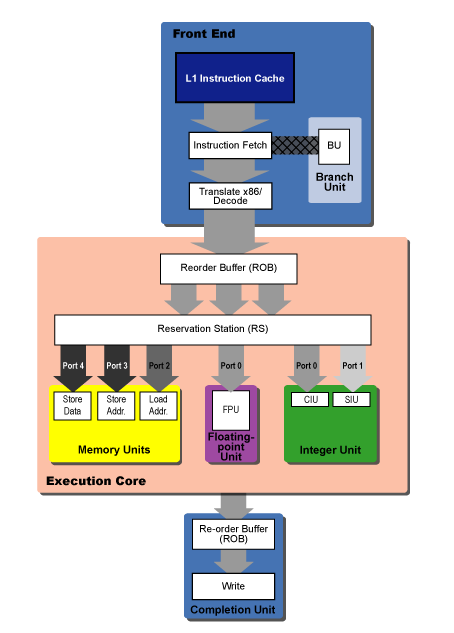 Front End
L1 Instruction Cache
Instruction Fetch
BU
Branch
Unit
Translate x86/
Decode
Reorder Buffer (ROB)
Reservation Station (RS)
Port 4
Port 3
Port 2
Port 0
Port 0
Port 1
Store
Data
Store
Addr.
Load
Addr.
FPU
CIU
SIU
Memory Units
Floating-
point
Unit
Integer Unit
Execution Core
Re-order Buffer
(ROB)
Write
Completion Unit